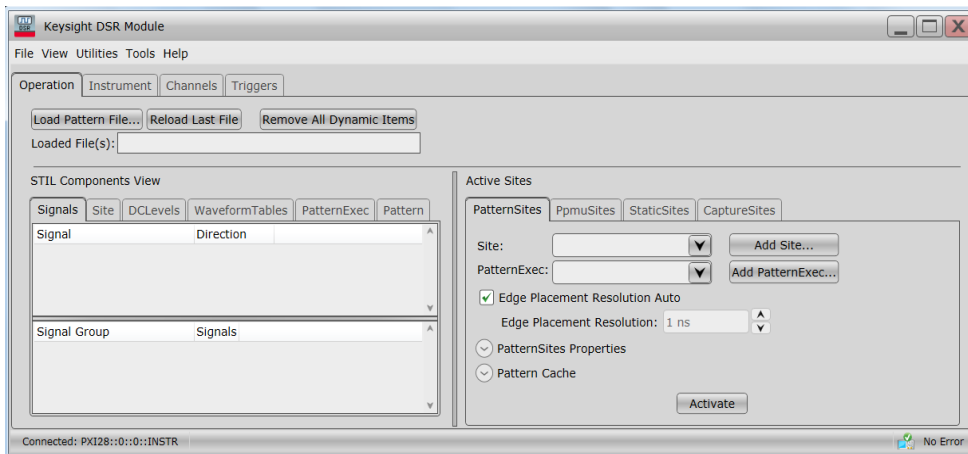 DSR
Keysight DSR Module
File View Utilities Tools Help
Operation Instrument Channels Triggers
Load Pattern File... Reload Last File Remove All Dynamic Items
Loaded File(s):
STIL Components View
Signals Site DCLevels WaveformTables PatternExec Pattern
Signal Direction
Signal Group Signals
Active Sites
PatternSites PpmuSites StaticSites CaptureSites
Site: Add Site...
PatternExec: Add PatternExec...
Edge Placement Resolution Auto
Edge Placement Resolution: 1 ns
PatternSites Properties
Pattern Cache
Activate
Connected: PXI28::0::0::INSTR No Error